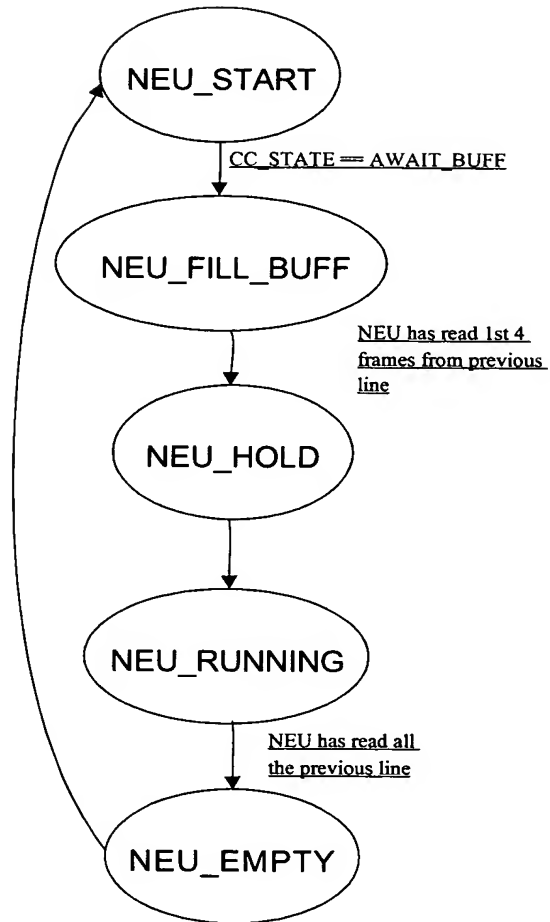 NEU_START
CC_STATE == AWAIT_BUFF
NEU_FILL_BUFF
NEU has read 1st 4
frames from previous
line
NEU_HOLD
NEU_RUNNING
NEU has read all
the previous line
NEU_EMPTY